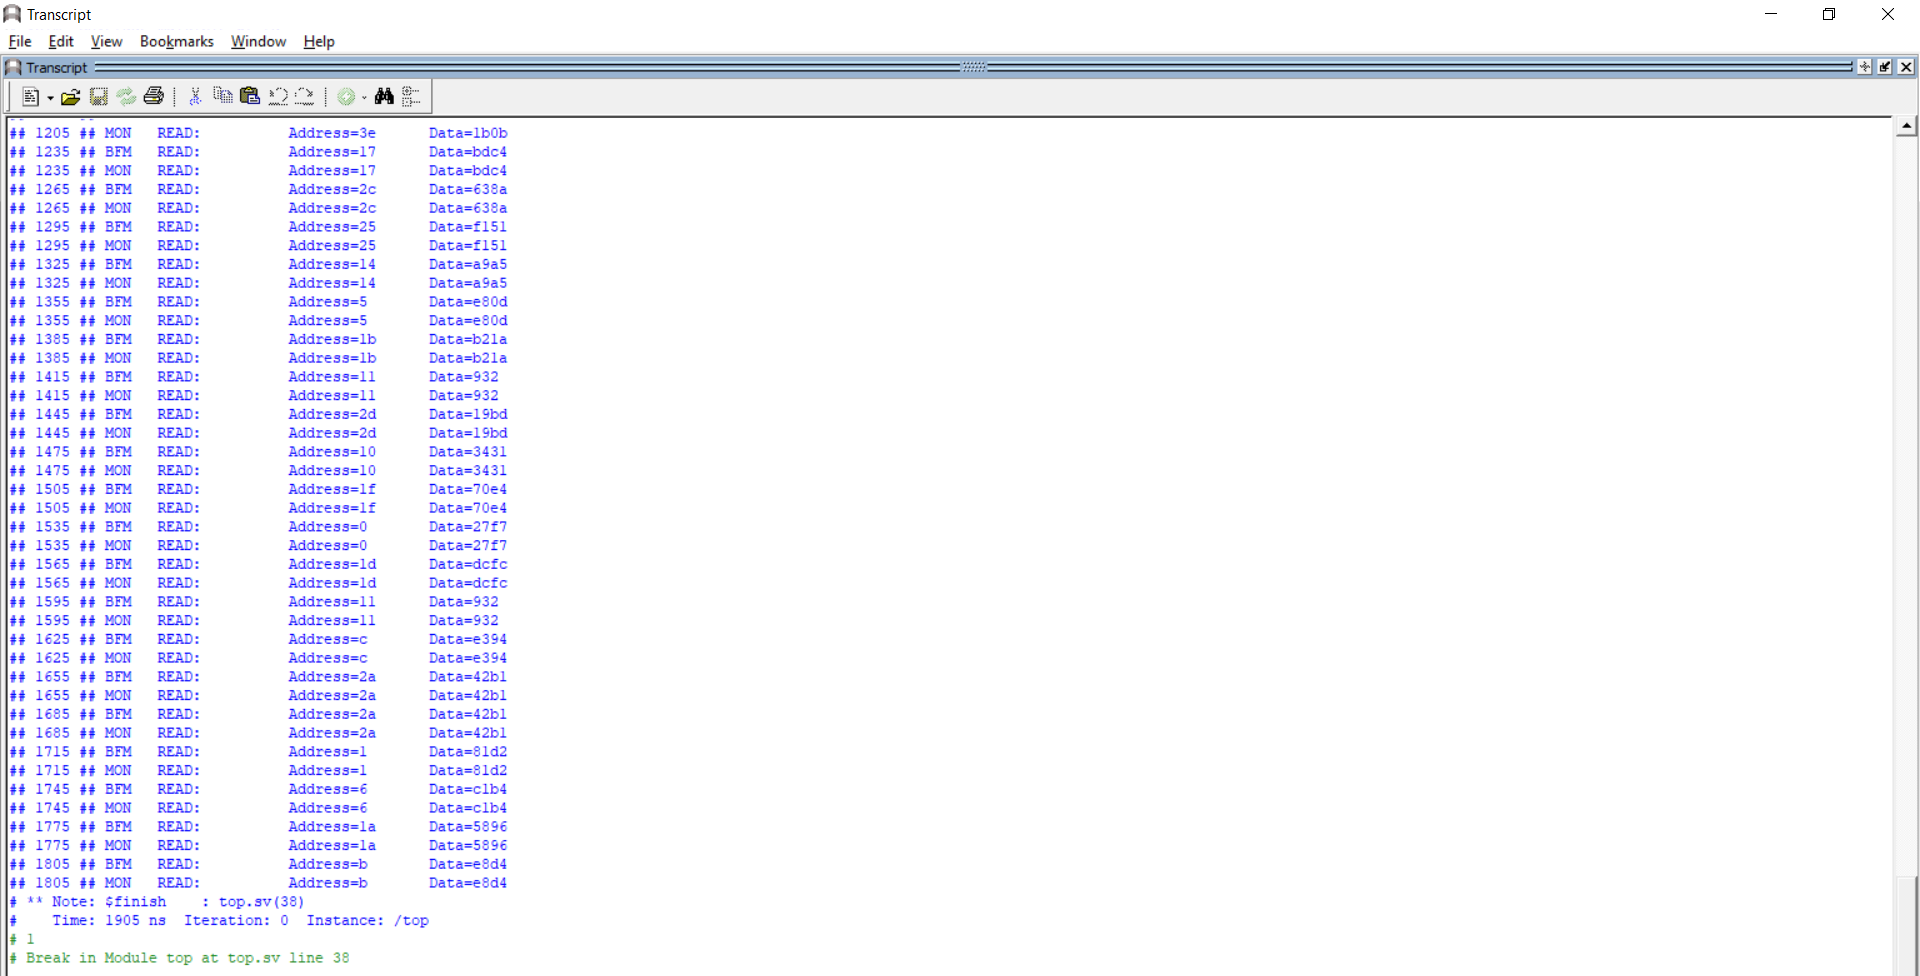 Transcript
File Edit View Bookmarks Window Help
Transcript
## 1205 ## MON READ: Address=3e Data=1b0b
## 1235 ## BFM READ: Address=17 Data=bdc4
## 1235 ## MON READ: Address=17 Data=bdc4
## 1265 ## BFM READ: Address=2c Data=638a
## 1265 ## MON READ: Address=2c Data=638a
## 1295 ## BFM READ: Address=25 Data=f151
## 1295 ## MON READ: Address=25 Data=f151
## 1325 ## BFM READ: Address=14 Data=a9a5
## 1325 ## MON READ: Address=14 Data=a9a5
## 1355 ## BFM READ: Address=5 Data=e80d
## 1355 ## MON READ: Address=5 Data=e80d
## 1385 ## BFM READ: Address=1b Data=b21a
## 1385 ## MON READ: Address=1b Data=b21a
## 1415 ## BFM READ: Address=11 Data=932
## 1415 ## MON READ: Address=11 Data=932
## 1445 ## BFM READ: Address=2d Data=19bd
## 1445 ## MON READ: Address=2d Data=19bd
## 1475 ## BFM READ: Address=10 Data=3431
## 1475 ## MON READ: Address=10 Data=3431
## 1505 ## BFM READ: Address=1f Data=70e4
## 1505 ## MON READ: Address=1f Data=70e4
## 1535 ## BFM READ: Address=0 Data=27f7
## 1535 ## MON READ: Address=0 Data=27f7
## 1565 ## BFM READ: Address=1d Data=dcfc
## 1565 ## MON READ: Address=1d Data=dcfc
## 1595 ## BFM READ: Address=11 Data=932
## 1595 ## MON READ: Address=11 Data=932
## 1625 ## BFM READ: Address=c Data=e394
## 1625 ## MON READ: Address=c Data=e394
## 1655 ## BFM READ: Address=2a Data=42b1
## 1655 ## MON READ: Address=2a Data=42b1
## 1685 ## BFM READ: Address=2a Data=42b1
## 1685 ## MON READ: Address=2a Data=42b1
## 1715 ## BFM READ: Address=1 Data=81d2
## 1715 ## MON READ: Address=1 Data=81d2
## 1745 ## BFM READ: Address=6 Data=c1b4
## 1745 ## MON READ: Address=6 Data=c1b4
## 1775 ## BFM READ: Address=1a Data=5896
## 1775 ## MON READ: Address=1a Data=5896
## 1805 ## BFM READ: Address=b Data=e8d4
## 1805 ## MON READ: Address=b Data=e8d4
# ** Note: $finish : top.sv(38)
# Time: 1905 ns Iteration: 0 Instance: /top
# 1
# Break in Module top at top.sv line 38